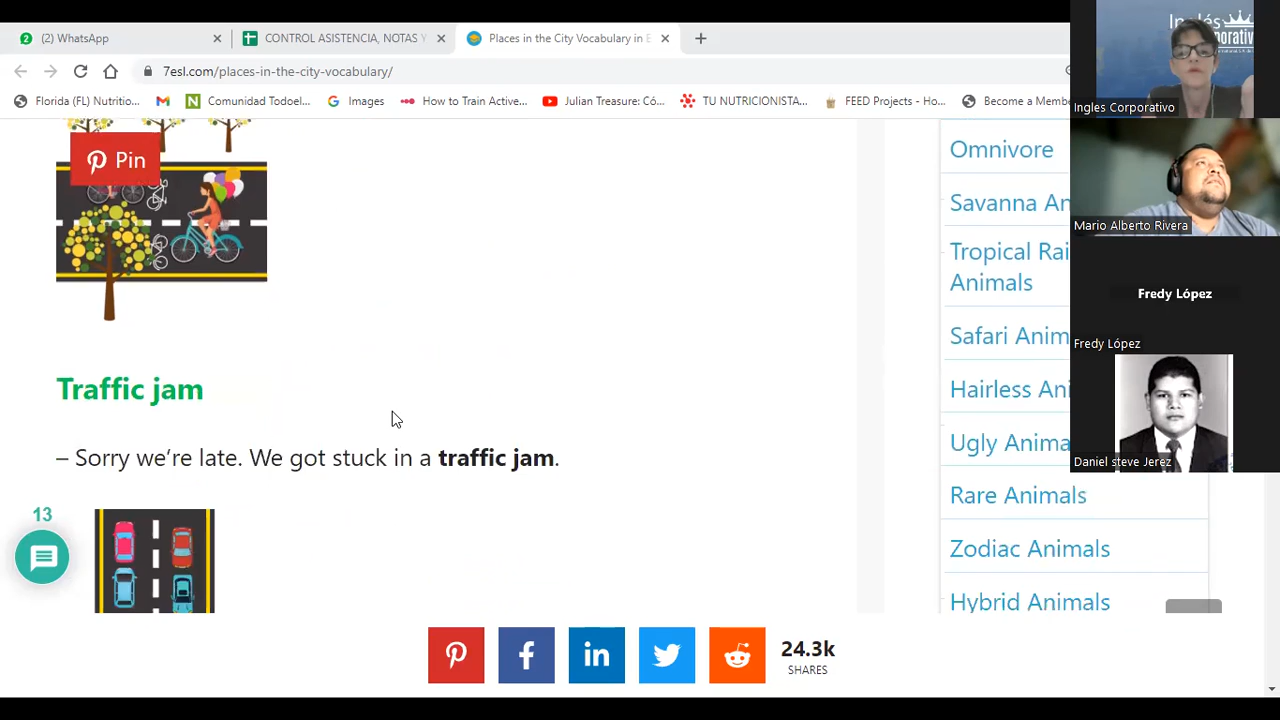 2 (2) WhatsApp
CONTROL ASISTENCIA, NOTAS Y
Places in the City Vocabulary in E
7esl.com/places-in-the-city-vocabulary/
Florida (FL) Nutritio...
Comunidad Todoel...
Images
How to Train Active...
Julian Treasure: Có...
TU NUTRICIONISTA...
FEED Projects - Ho...
Become a Membe
Pin
Traffic jam
– Sorry we're late. We got stuck in a traffic jam.
13
Omnivore
Savanna An
Tropical Rai
Animals
Safari Anim
Hairless Ani
Ugly Anima
Rare Animals
Zodiac Animals
Hybrid Animals
24.3k
SHARES
Inglés
Corporativ
Ingles Corporativo
Mario Alberto Rivera
Fredy López
Fredy López
Daniel steve Jerez